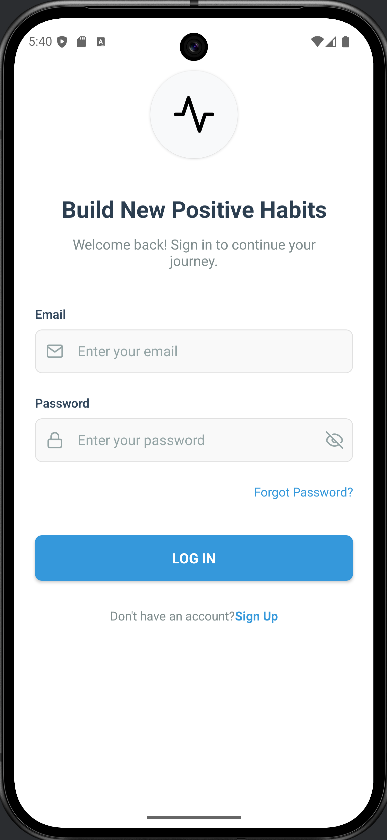 5:40
Build New Positive Habits
Welcome back! Sign in to continue your
journey.
Email
Enter your email
Password
Enter your password
Forgot Password?
LOG IN
Don't have an account?Sign Up